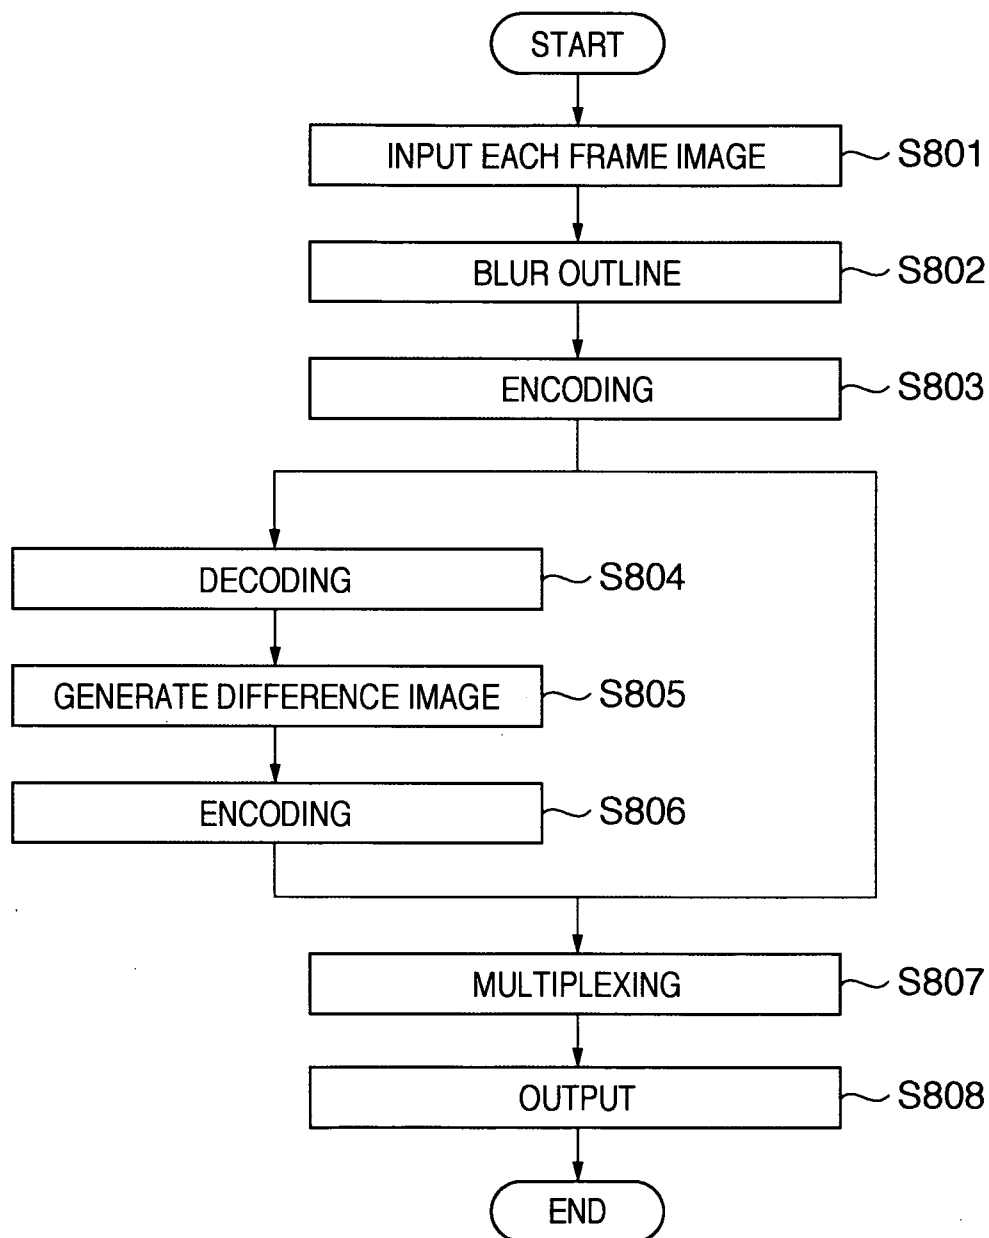 START
INPUT EACH FRAME IMAGE
S801
BLUR OUTLINE
S802
ENCODING
S803
DECODING
S804
GENERATE DIFFERENCE IMAGE
S805
ENCODING
S806
MULTIPLEXING
S807
OUTPUT
S808
END